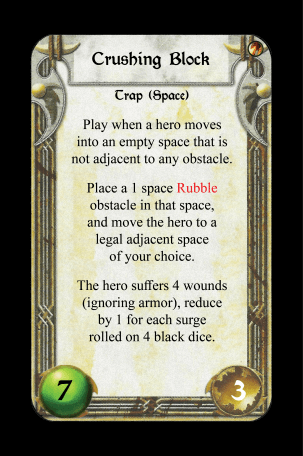 Crushing Block
Trap (Space)
Play when a hero moves
into an empty space that is
not adjacent to any obstacle.
Place a 1 space Rubble
obstacle in that space,
and move the hero to a
legal adjacent space
of your choice.
The hero suffers 4 wounds
(ignoring armor), reduce
by 1 for each surge
rolled on 4 black dice.
7
3